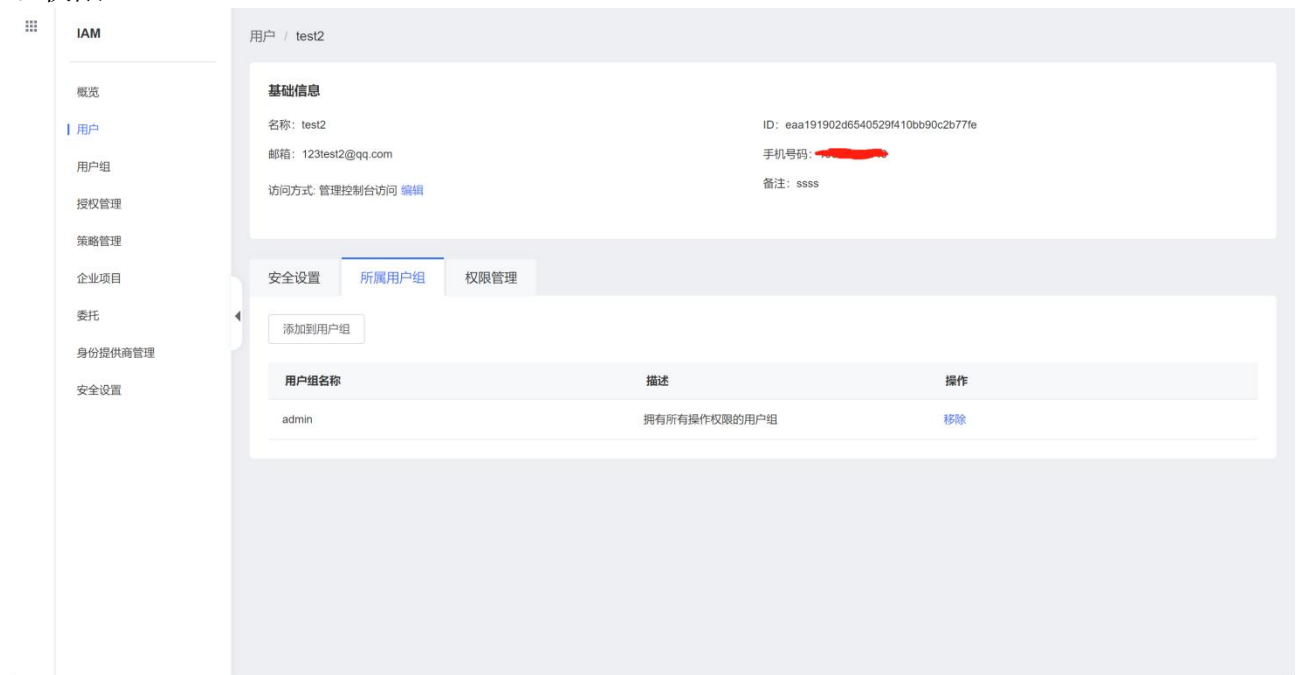 IAM
概览
用户
用户组
授权管理
策略管理
企业项目
委托
身份提供商管理
安全设置
用户 / test2
基础信息
名称: test2
ID: eaa191902d6540529f410bb90c2b77fe
邮箱: 123test2@qq.com
手机号码:
访问方式: 管理控制台访问 编辑
备注: ssss
安全设置 所属用户组 权限管理
添加到用户组
用户组名称 描述 操作
admin 拥有所有操作权限的用户组 移除